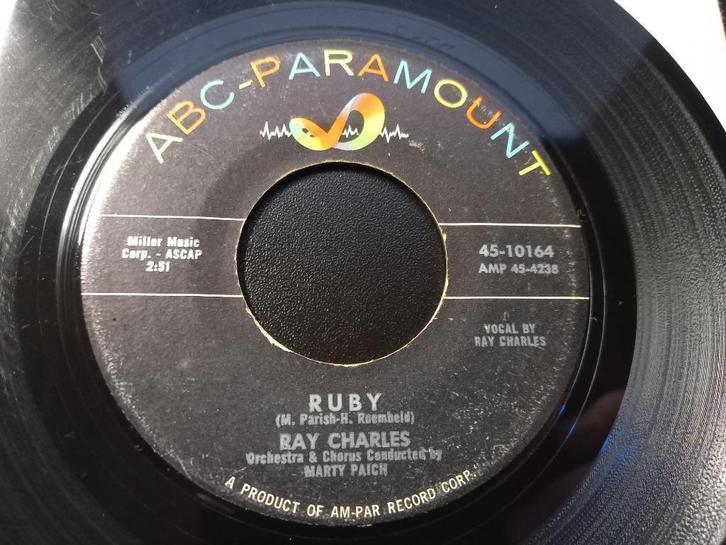 ABC-PARAMOUNT
Miller Music
Corp. - ASCAP
2:51
45-10164
AMP 45-4238
VOCAL BY
RAY CHARLES
RUBY
(M. Parish-H. Roemheld)
RAY CHARLES
Orchestra & Chorus Conducted by
MARTY PAICH
A PRODUCT OF AM-PAR RECORD CORP.